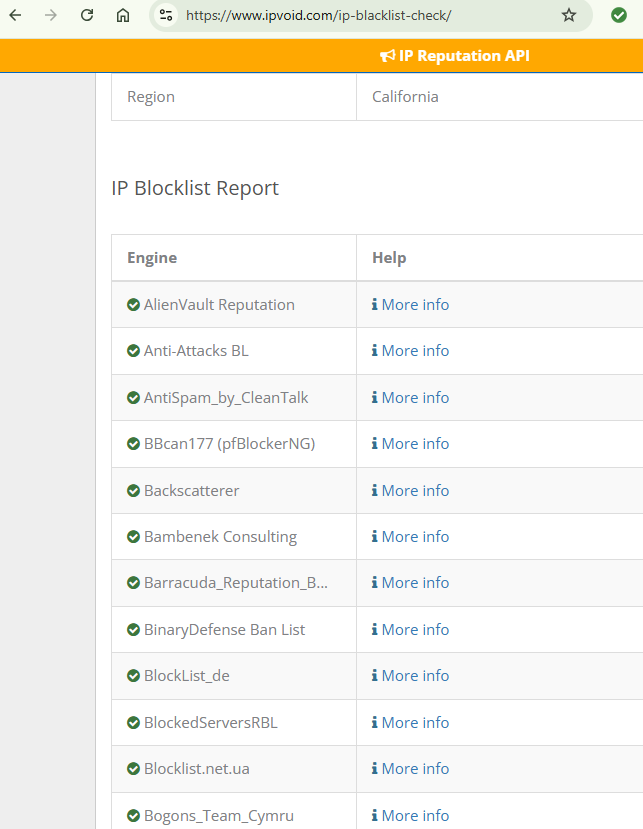 https://www.ipvoid.com/ip-blacklist-check/
IP Reputation API
Region California
IP Blocklist Report
Engine Help
AlienVault Reputation More info
Anti-Attacks BL More info
AntiSpam_by_CleanTalk More info
BBcan177 (pfBlockerNG) More info
Backscatterer More info
Bambenek Consulting More info
Barracuda_Reputation_B... More info
BinaryDefense Ban List More info
BlockList_de More info
BlockedServersRBL More info
Blocklist.net.ua More info
Bogons_Team_Cymru More info